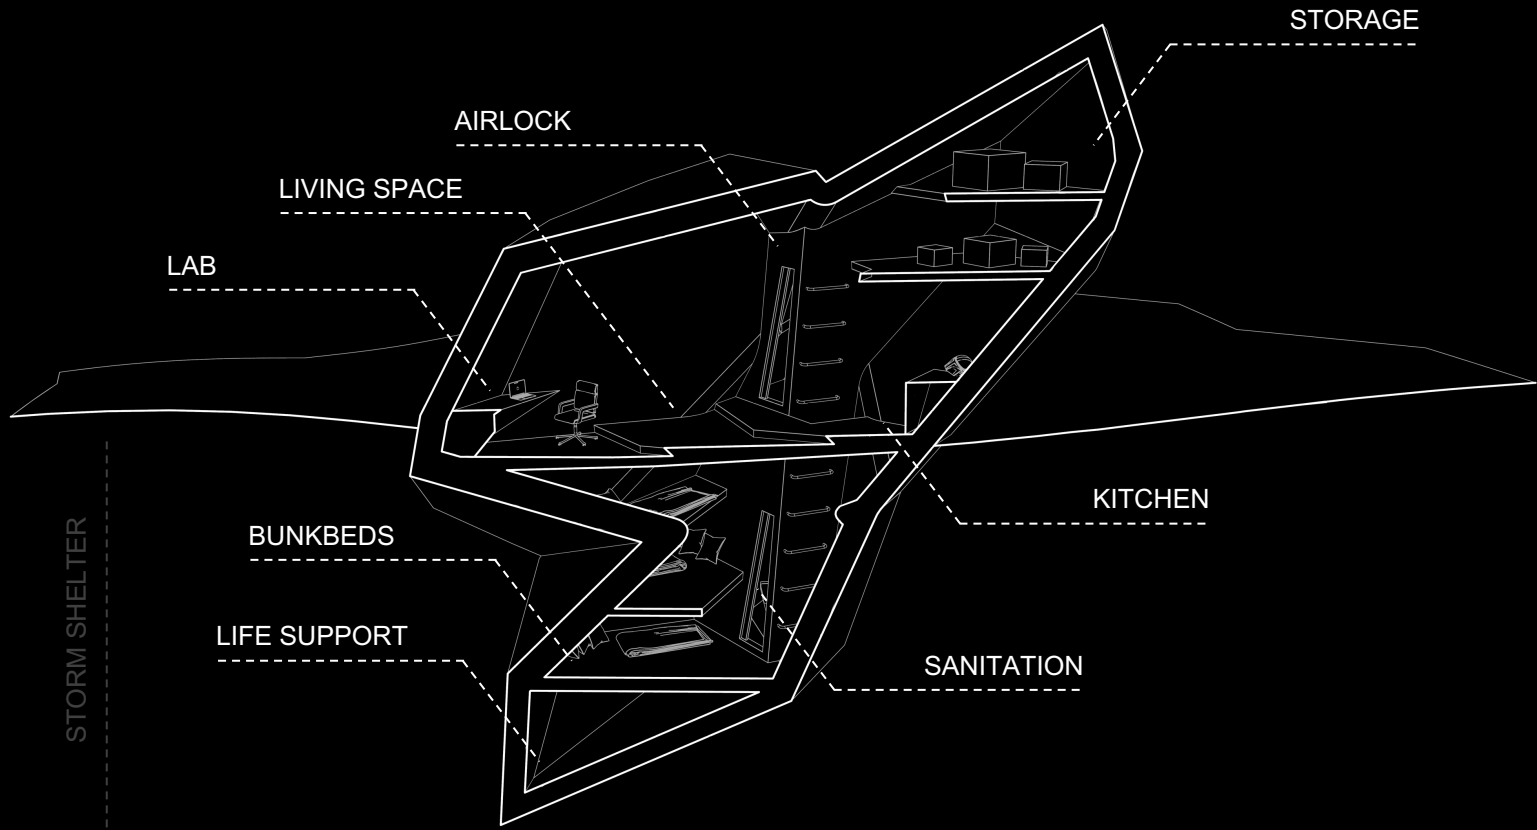 STORAGE
AIRLOCK
LIVING SPACE
LAB
KITCHEN
BUNKBEDS
LIFE SUPPORT
SANITATION
STORM SHELTER